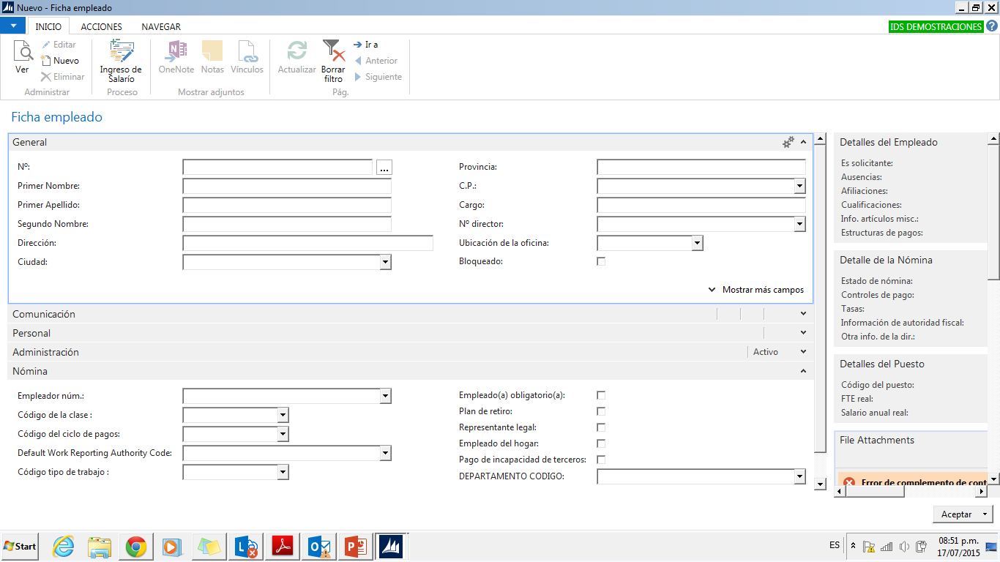 Nuevo - Ficha empleado
INICIO ACCIONES NAVEGAR
IDS DEMOSTRACIONES
Ver
Editar
Nuevo
Eliminar
Administrar
Ingreso de
Salarío
Proceso
OneNote Notas Vínculos
Mostrar adjuntos
Actualizar
Borrar
filtro
Ir a
Anterior
Siguiente
Pág.
Ficha empleado
General
Nº:
...
Primer Nombre:
Primer Apellido:
Segundo Nombre:
Dirección:
Ciudad:
Provincia:
C.P.:
Cargo:
Nº director:
Ubicación de la oficina:
Bloqueado:
Mostrar más campos
Comunicación
Personal
Administración Activo
Nómina
Empleador núm.:
Código de la clase :
Código del ciclo de pagos:
Default Work Reporting Authority Code:
Código tipo de trabajo :
Empleado(a) obligatorio(a):
Plan de retiro:
Representante legal:
Empleado del hogar:
Pago de incapacidad de terceros:
DEPARTAMENTO CODIGO:
Detalles del Empleado
Es solicitante:
Ausencias:
Afiliaciones:
Cualificaciones:
Info. artículos misc.:
Estructuras de pagos:
Detalle de la Nómina
Estado de nómina:
Controles de pago:
Tasas:
Información de autoridad fiscal:
Otra info. de la dir.:
Detalles del Puesto
Código del puesto:
FTE real:
Salario anual real:
File Attachments
Error de complemento de cont
Aceptar
Start
ES
08:51 p.m.
17/07/2015